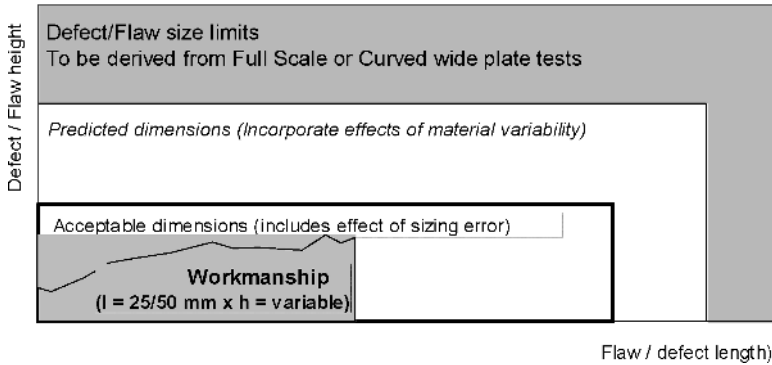 Defect/Flaw size limits
To be derived from Full Scale or Curved wide plate tests
Defect / Flaw height
Predicted dimensions (Incorporate effects of material variability)
Acceptable dimensions (includes effect of sizing error)
Workmanship
(l = 25/50 mm x h = variable)
Flaw / defect length)